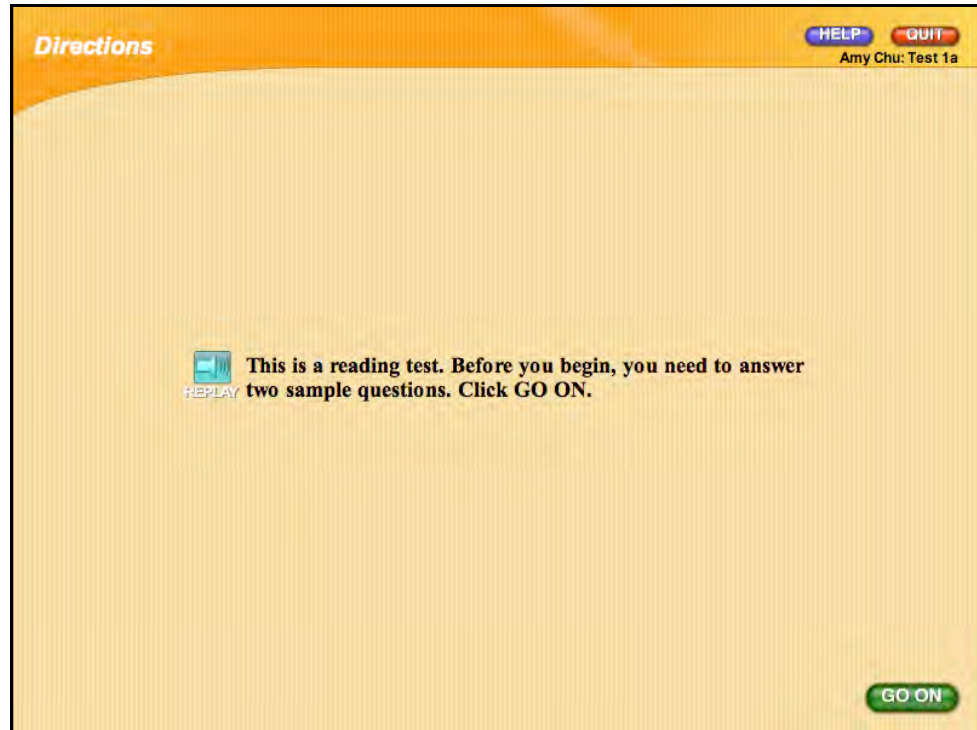 Directions
HELP QUIT
Amy Chu: Test 1a
This is a reading test. Before you begin, you need to answer
REPLAY two sample questions. Click GO ON.
GO ON